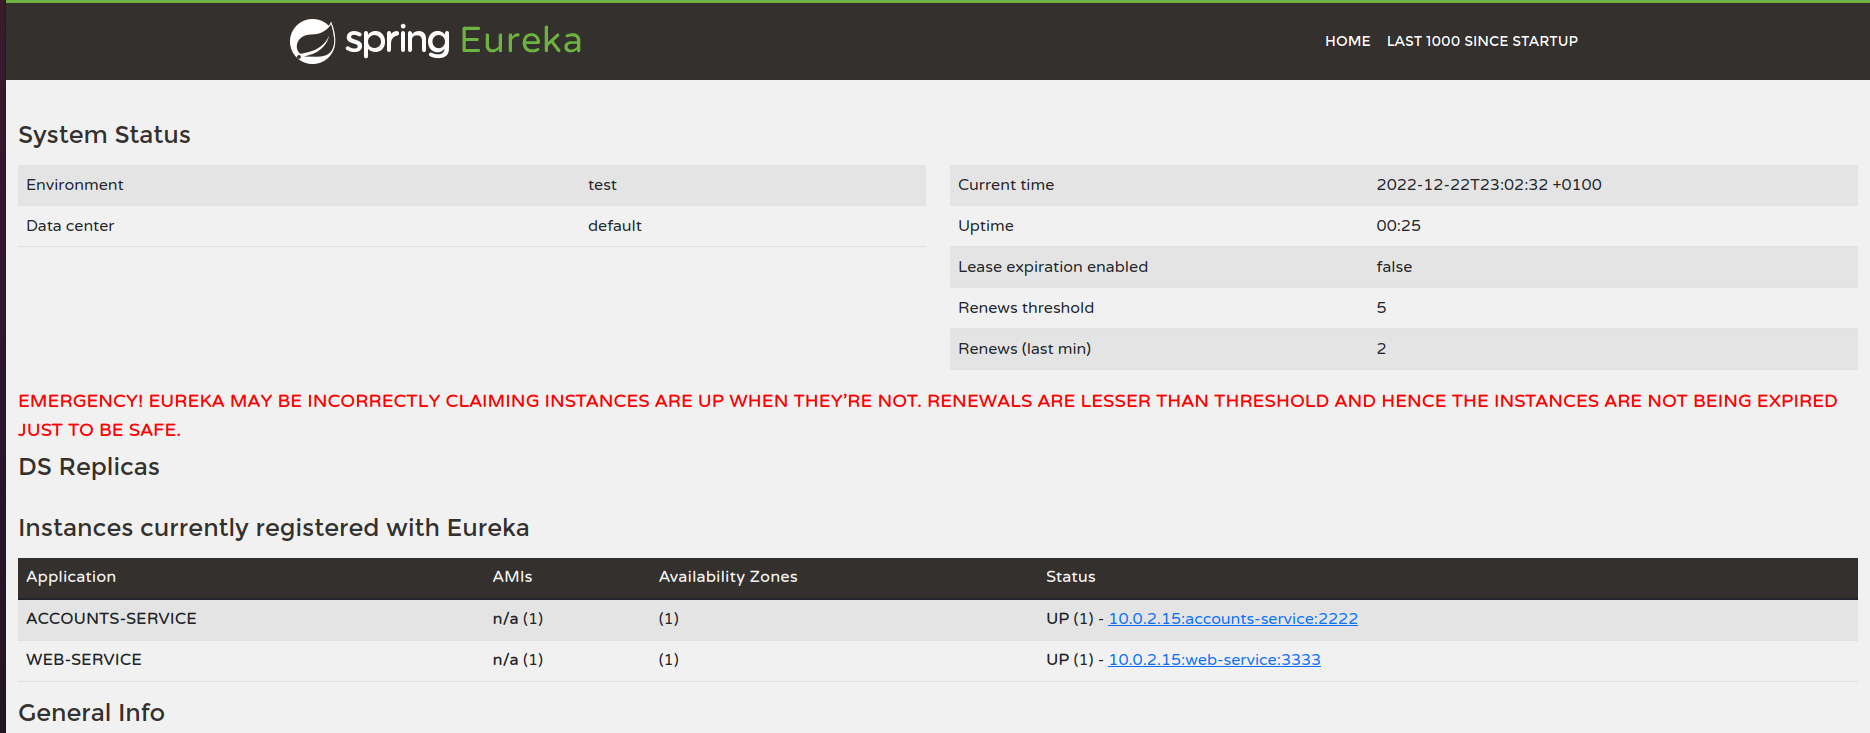 spring Eureka
HOME LAST 1000 SINCE STARTUP
System Status
Environment test
Data center default
Current time 2022-12-22T23:02:32 +0100
Uptime 00:25
Lease expiration enabled false
Renews threshold 5
Renews (last min) 2
EMERGENCY! EUREKA MAY BE INCORRECTLY CLAIMING INSTANCES ARE UP WHEN THEY'RE NOT. RENEWALS ARE LESSER THAN THRESHOLD AND HENCE THE INSTANCES ARE NOT BEING EXPIRED
JUST TO BE SAFE.
DS Replicas
Instances currently registered with Eureka
Application AMIs Availability Zones Status
ACCOUNTS-SERVICE n/a (1) (1) UP (1) - 10.0.2.15:accounts-service:2222
WEB-SERVICE n/a (1) (1) UP (1) - 10.0.2.15:web-service:3333
General Info